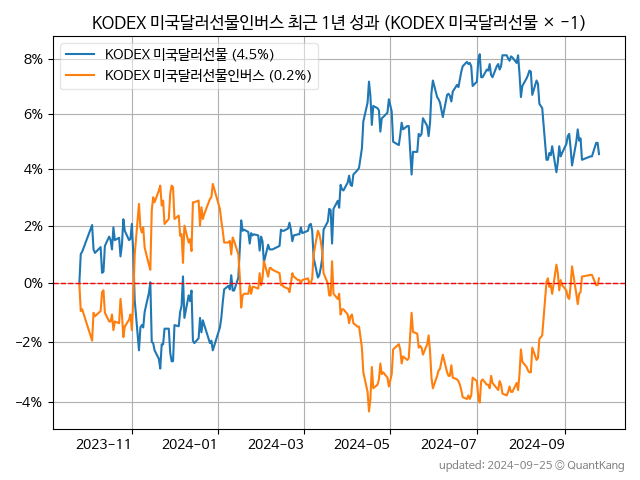 KODEX 미국달러선물인버스 최근 1년 성과 (KODEX 미국달러선물 × -1)
KODEX 미국달러선물 (4.5%)
KODEX 미국달러선물인버스 (0.2%)
8%
6%
4%
2%
0%
-2%
-4%
2023-11 2024-01 2024-03 2024-05 2024-07 2024-09
updated: 2024-09-25 © QuantKang